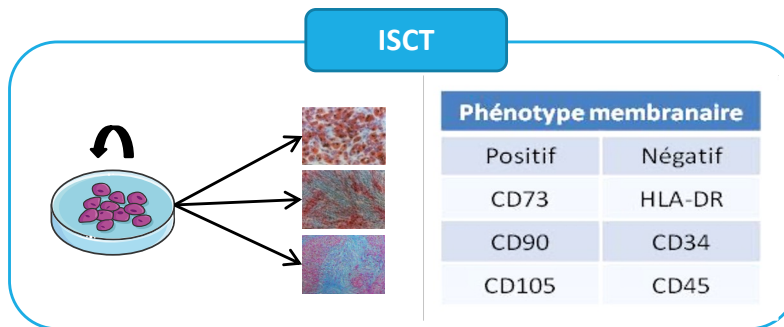 ISCT
Phénotype membranaire
Positif Négatif
CD73 HLA-DR
CD90 CD34
CD105 CD45